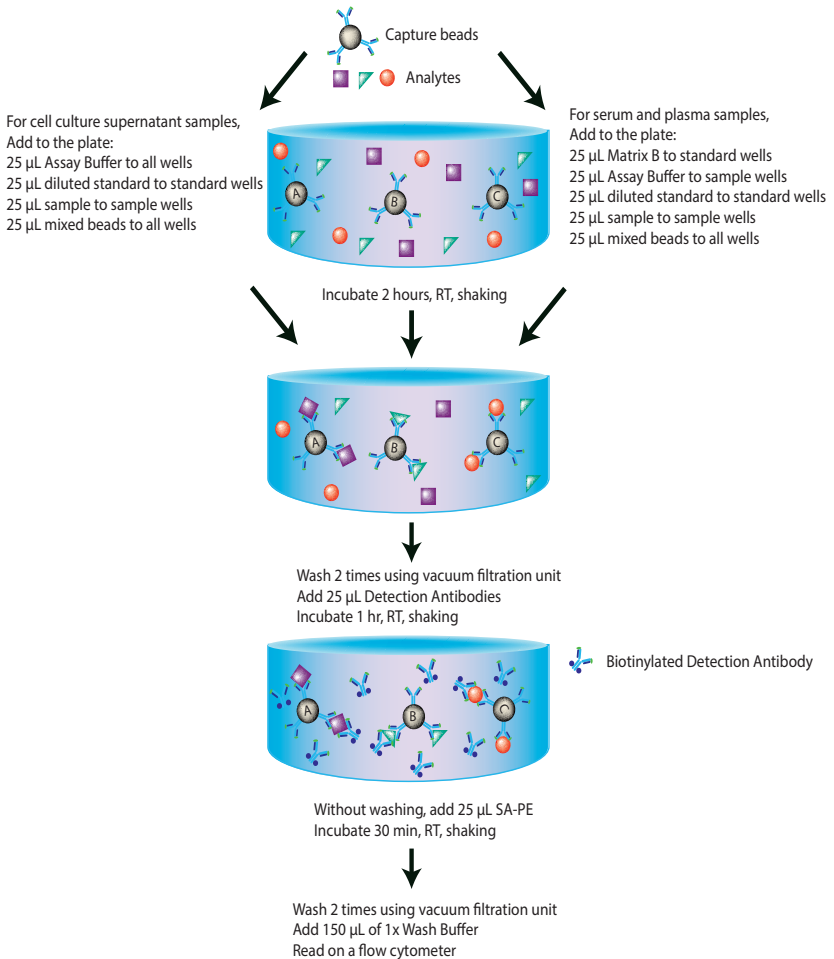 Capture beads
Analytes
For cell culture supernatant samples,
Add to the plate:
25 µL Assay Buffer to all wells
25 µL diluted standard to standard wells
25 µL sample to sample wells
25 µL mixed beads to all wells
For serum and plasma samples,
Add to the plate:
25 µL Matrix B to standard wells
25 µL Assay Buffer to sample wells
25 µL diluted standard to standard wells
25 µL sample to sample wells
25 µL mixed beads to all wells
A
B
C
Incubate 2 hours, RT, shaking
A
B
C
Wash 2 times using vacuum filtration unit
Add 25 µL Detection Antibodies
Incubate 1 hr, RT, shaking
Biotinylated Detection Antibody
A
B
C
Without washing, add 25 µL SA-PE
Incubate 30 min, RT, shaking
Wash 2 times using vacuum filtration unit
Add 150 µL of 1x Wash Buffer
Read on a flow cytometer